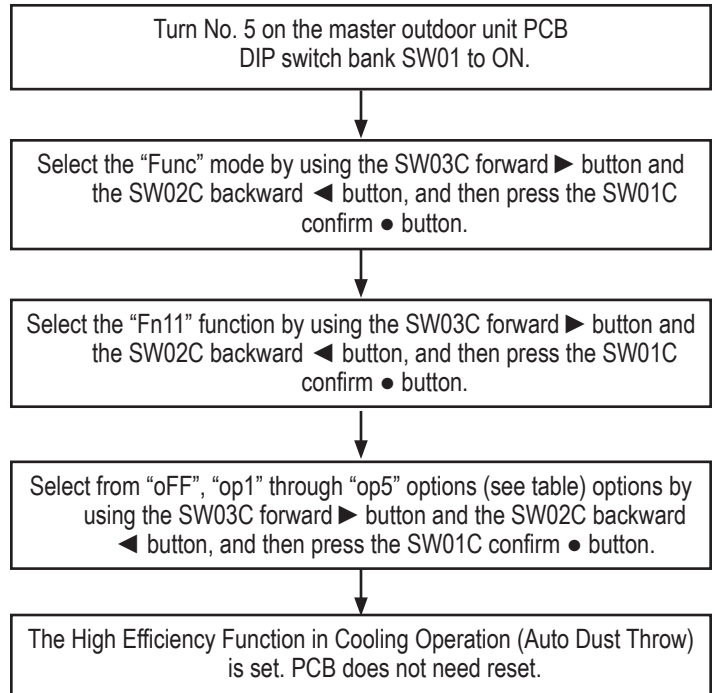 Turn No. 5 on the master outdoor unit PCB
DIP switch bank SW01 to ON.
Select the “Func” mode by using the SW03C forward ► button and
the SW02C backward ◄ button, and then press the SW01C
confirm ● button.
Select the “Fn11” function by using the SW03C forward ► button and
the SW02C backward ◄ button, and then press the SW01C
confirm ● button.
Select from “oFF”, “op1” through “op5” options (see table) options by
using the SW03C forward ► button and the SW02C backward
◄ button, and then press the SW01C confirm ● button.
The High Efficiency Function in Cooling Operation (Auto Dust Throw)
is set. PCB does not need reset.